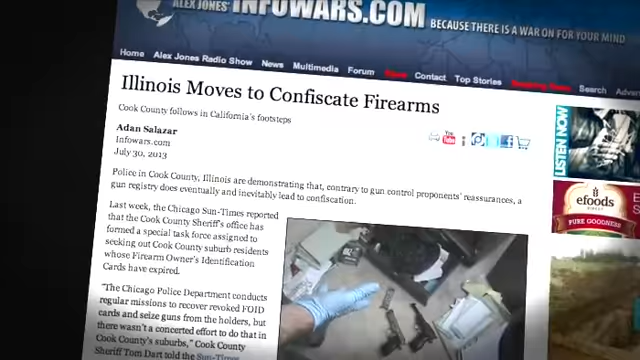 ALEX JONES' INFOWARS.COM BECAUSE THERE IS A WAR ON FOR YOUR MIND
Home Alex Jones Radio Show News Multimedia Forum Contact Top Stories Search
Illinois Moves to Confiscate Firearms
Cook County follows in California's footsteps
Adan Salazar
Infowars.com
July 30, 2013
You Tube
Police in Cook County, Illinois are demonstrating that, contrary to gun control proponents' reassurances, a
gun registry does eventually and inevitably lead to confiscation.
Last week, the Chicago Sun-Times reported
that the Cook County Sheriff's office has
formed a special task force assigned to
seeking out Cook County suburb residents
whose Firearm Owner's Identification
Cards have expired.
"The Chicago Police Department conducts
regular missions to recover revoked FOID
cards and seize guns from the holders, but
there wasn't a concerted effort to do that in
Cook County's suburbs," Cook County
Sheriff Tom Dart told the Sun-Times
LISTEN NOW
efoods
DIRECT
PURE GOODNESS